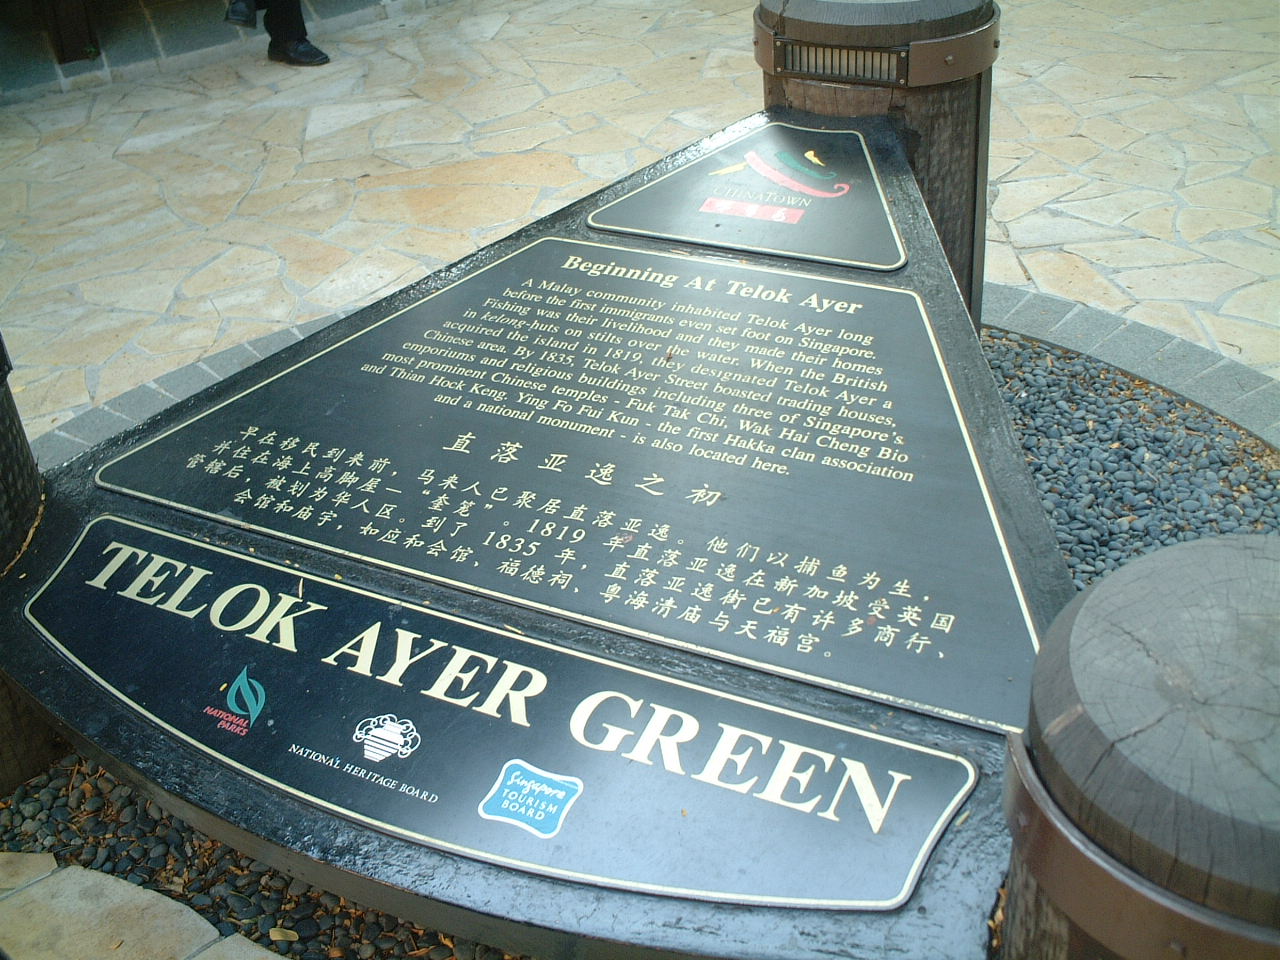 CHINATOWN
Beginning At Telok Ayer
A Malay community inhabited Telok Ayer long
before the first immigrants even set foot on Singapore.
Fishing was their livelihood and they made their homes
in kelong-huts on stilts over the water. When the British
acquired the island in 1819, they designated Telok Ayer a
Chinese area. By 1835, Telok Ayer Street boasted trading houses,
emporiums and religious buildings including three of Singapore's
most prominent Chinese temples - Fuk Tak Chi, Wak Hai Cheng Bio
and Thian Hock Keng. Ying Fo Fui Kun - the first Hakka clan association
and a national monument - is also located here.
直落亚逸之初
早在移民到来前，马来人已聚居直落亚逸。他们以捕鱼为生，
并住在海上高脚屋—“奎笼”。1819年直落亚逸在新加坡受英国
管辖后，被划为华人区。到了1835年，直落亚逸街已有许多商行、
会馆和庙宇，如应和会馆、福德祠、粤海清庙与天福宫。
TELOK AYER GREEN
NATIONAL
PARKS
NATIONAL HERITAGE BOARD
Singapore
TOURISM
BOARD